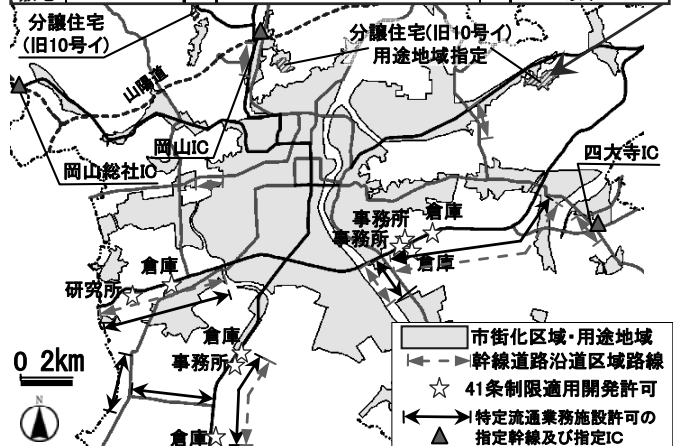 分譲住宅
(旧10号イ)
分譲住宅(旧10号イ)
用途地域指定
山陽道
岡山IC
岡山総社IC
四大寺IC
事務所
倉庫
事務所
倉庫
倉庫
研究所
倉庫
事務所
倉庫
0 2km
N
市街化区域・用途地域
幹線道路沿道区域路線
41条制限適用開発許可
特定流通業務施設許可の
指定幹線及び指定IC